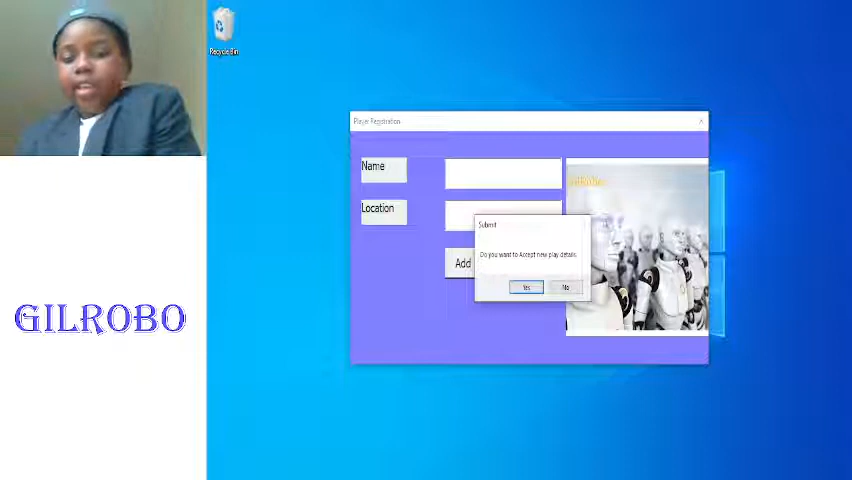 Recycle Bin
Player Registration
Name
Location
Submit
Do you want to Accept new play details
Add
Yes
No
GILROBO